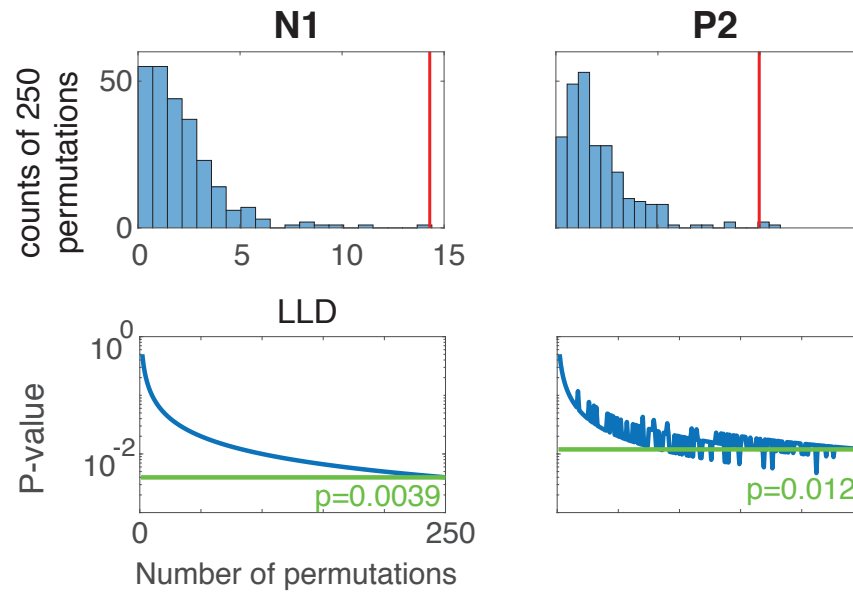 N1
P2
counts of 250
permutations
50
0
0
5
10
15
LLD
P-value
10^0
10^-2
p=0.0039
p=0.012
0
250
Number of permutations